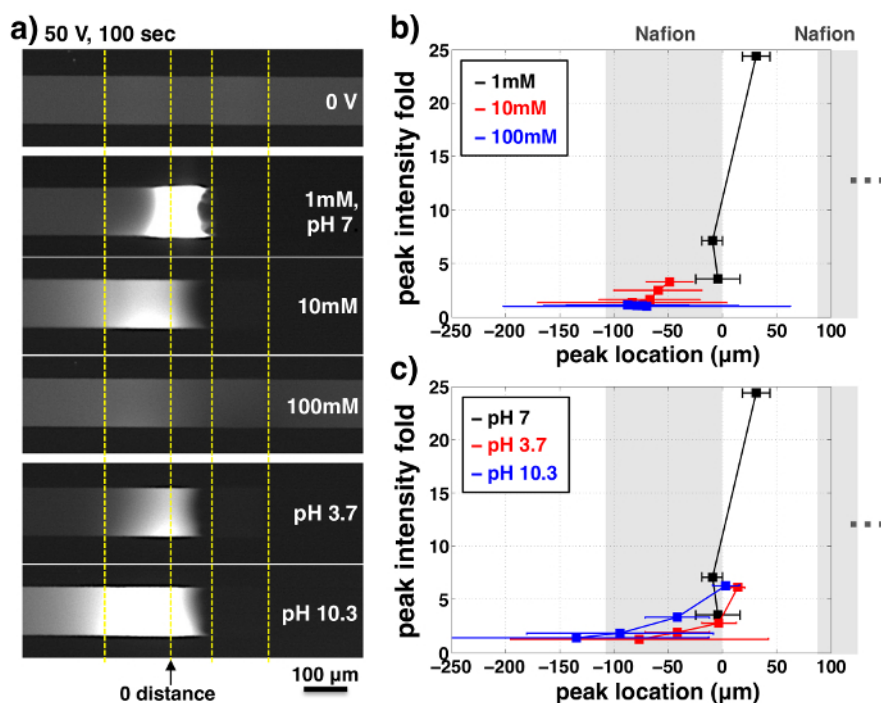 a) 50 V, 100 sec
0 V
1mM,
pH 7
10mM
100mM
pH 3.7
pH 10.3
0 distance
100 µm
b)
Nafion
Nafion
1mM
10mM
100mM
peak intensity fold
25
20
15
10
5
0
−250 −200 −150 −100 −50 0 50 100
peak location (µm)
c)
pH 7
pH 3.7
pH 10.3
peak intensity fold
25
20
15
10
5
0
−250 −200 −150 −100 −50 0 50 100
peak location (µm)